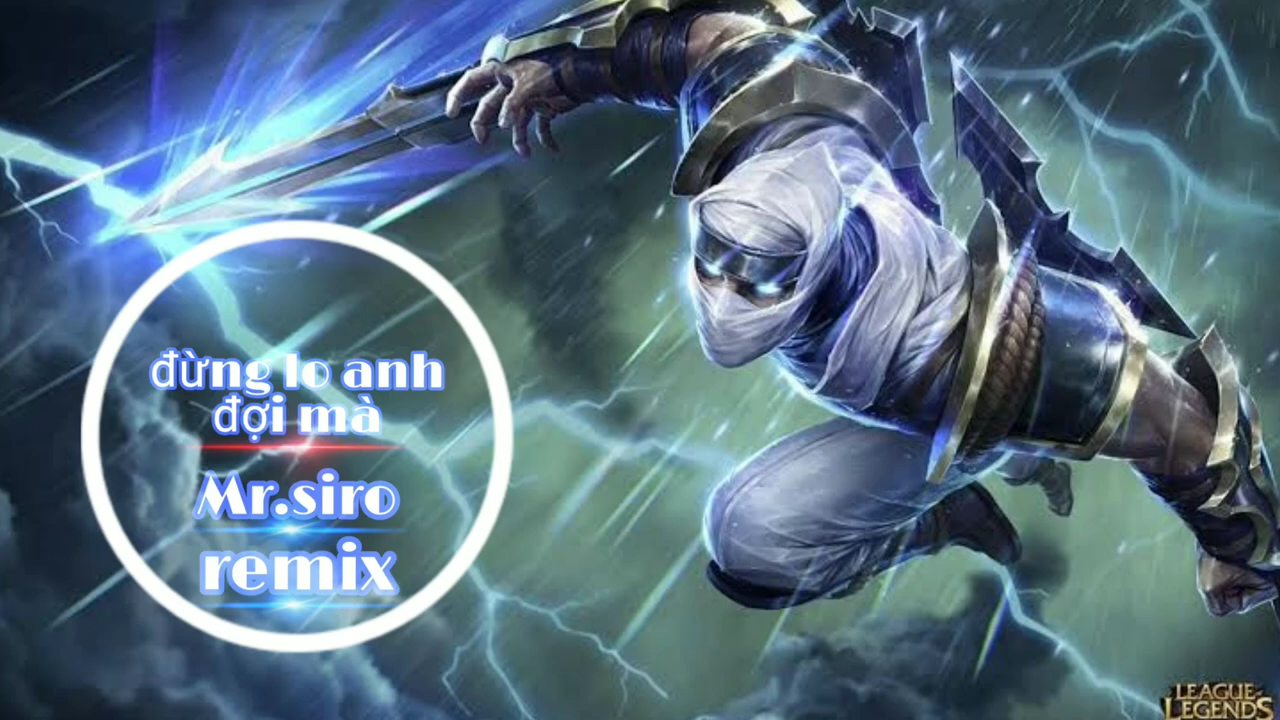 đừng lo anh
đợi mà
Mr.siro
remix
LEAGUE
LEGENDS